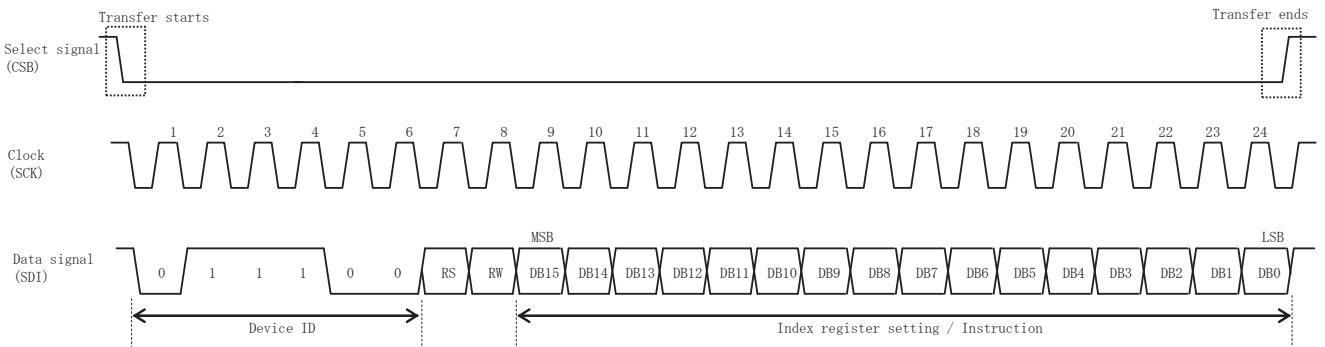 Transfer starts
Transfer ends
Select signal
(CSB)
1 2 3 4 5 6 7 8 9 10 11 12 13 14 15 16 17 18 19 20 21 22 23 24
Clock
(SCK)
MSB
LSB
Data signal
(SDI)
0 1 1 1 0 0 RS RW DB15 DB14 DB13 DB12 DB11 DB10 DB9 DB8 DB7 DB6 DB5 DB4 DB3 DB2 DB1 DB0
Device ID
Index register setting / Instruction